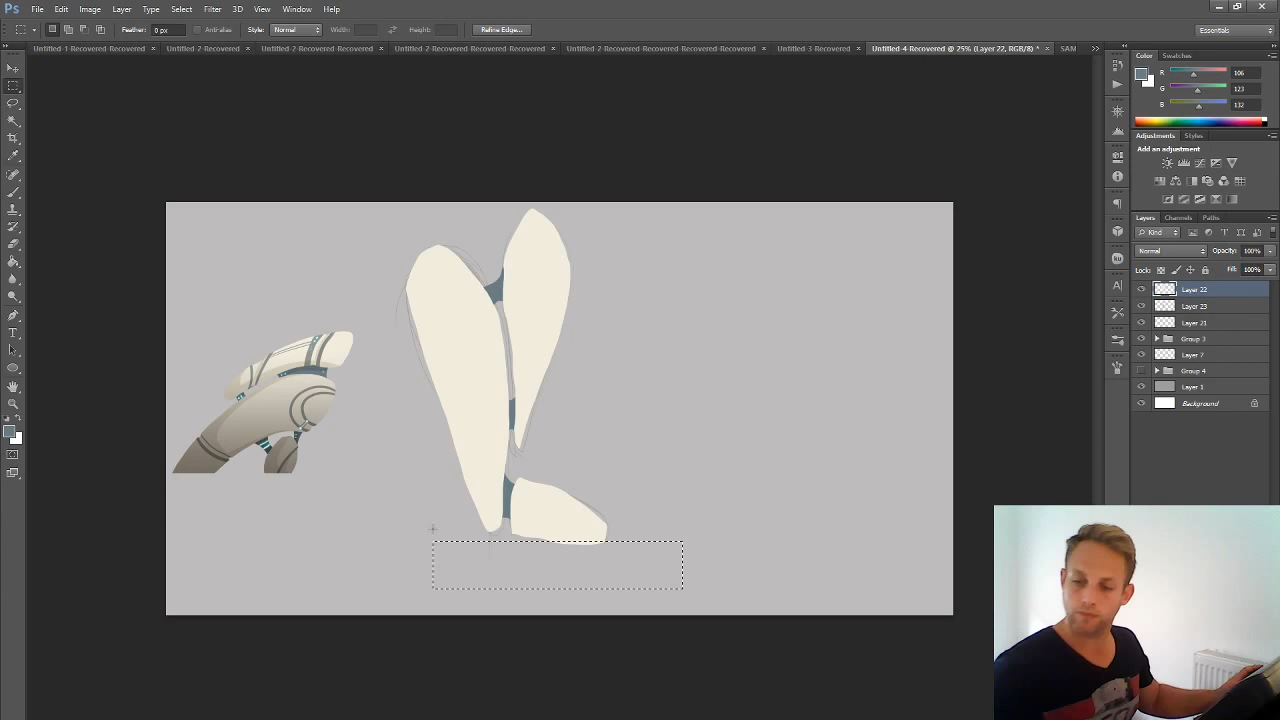 Ps File Edit Image Layer Type Select Filter 3D View Window Help
Feather: 0 px Anti-alias Style: Normal Width: Height: Refine Edge... Essentials
Untitled-1-Recovered-Recovered × Untitled-2-Recovered × Untitled-2-Recovered-Recovered × Untitled-2-Recovered-Recovered × Untitled-2-Recovered-Recovered-Recovered × Untitled-3-Recovered × Untitled-4-Recovered @ 25% (Layer 22, RGB/8) * × SAM
Color Swatches
R 106
G 123
B 132
Adjustments Styles
Add an adjustment
Layers Channels Paths
Kind
Normal Opacity: 100%
Lock: Fill: 100%
Layer 22
Layer 23
Layer 21
Group 3
Layer 7
Group 4
Layer 1
Background
ku